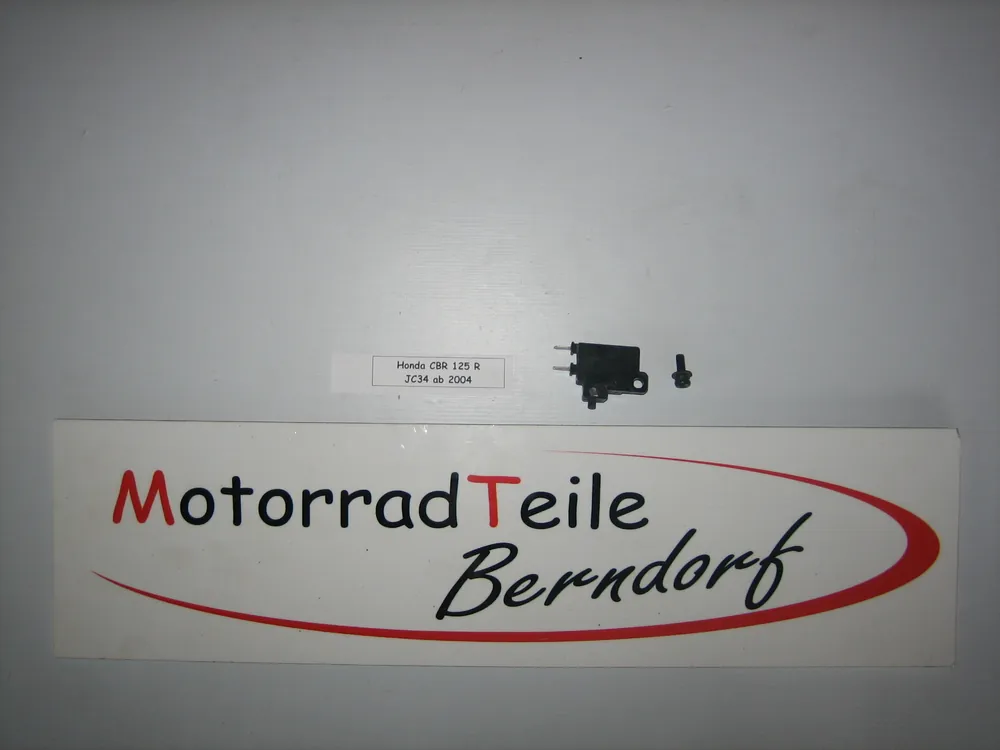 Honda CBR 125 R
JC34 ab 2004
MotorradTeile
Berndorf